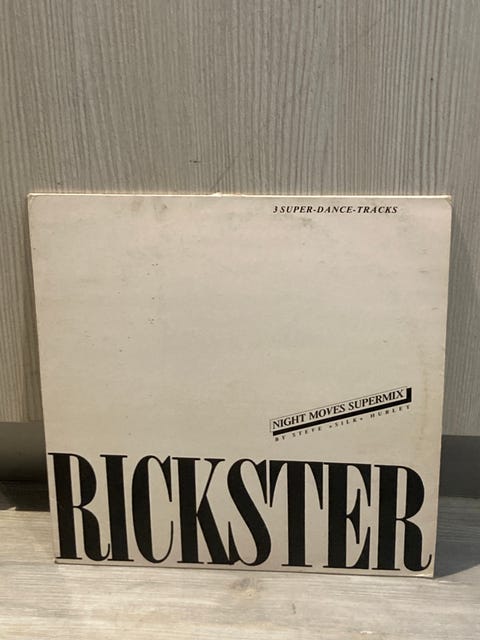 3 SUPER-DANCE-TRACKS
NIGHT MOVES SUPERMIX
BY STEVE »SILK« HURLEY
RICKSTER